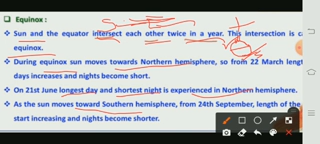 Equinox :
Sun and the equator intersect each other twice in a year. This intersection is ca
equinox.
During equinox sun moves towards Northern hemisphere, so from 22 March lengt
days increases and nights become short.
On 21st June longest day and shortest night is experienced in Northern hemisphere.
As the sun moves toward Southern hemisphere, from 24th September, length of the
start increasing and nights become shorter.